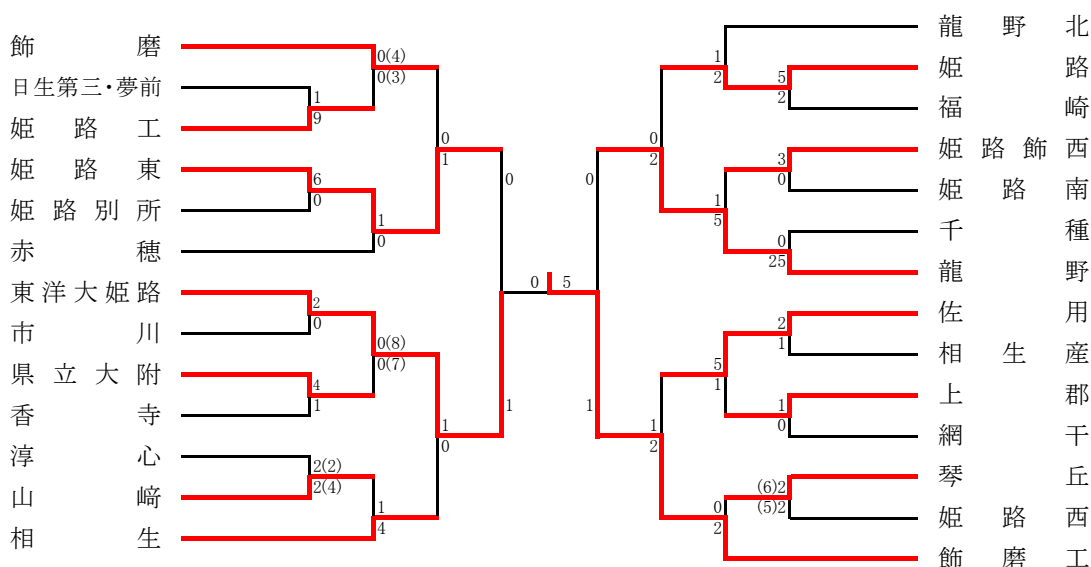 飾磨
日生第三・夢前
姫路工
姫路東
姫路別所
赤穂
東洋大姫路
市川
県立大附
香寺
淳心
山﨑
相生
0(4)
0(3)
1
9
6
0
1
0
0
1
2
0
0(8)
0(7)
4
1
2(2)
2(4)
1
4
1
0
0
1
0 5
0
1
1
2
5
2
0
2
3
0
1
5
0
25
2
1
5
1
1
0
1
2
(6)2
(5)2
0
2
龍野北
姫路
福崎
姫路飾西
姫路南
千種
龍野
佐用
相生産
上郡
網干
琴丘
姫路西
飾磨工